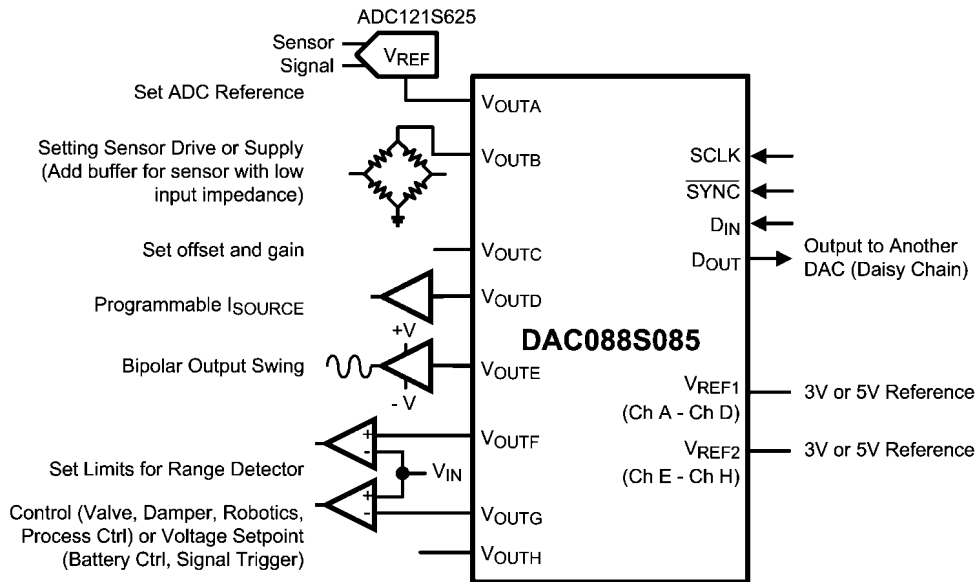 ADC121S625
Sensor
Signal
VREF
Set ADC Reference
VOUTA
Setting Sensor Drive or Supply
(Add buffer for sensor with low
input impedance)
VOUTB
Set offset and gain
VOUTC
Programmable ISOURCE
VOUTD
+V
Bipolar Output Swing
- V
VOUTE
+
-
VOUTF
Set Limits for Range Detector
VIN
+
-
VOUTG
Control (Valve, Damper, Robotics,
Process Ctrl) or Voltage Setpoint
(Battery Ctrl, Signal Trigger)
VOUTH
DAC088S085
SCLK
SYNC
DIN
DOUT
Output to Another
DAC (Daisy Chain)
VREF1
(Ch A - Ch D)
3V or 5V Reference
VREF2
(Ch E - Ch H)
3V or 5V Reference